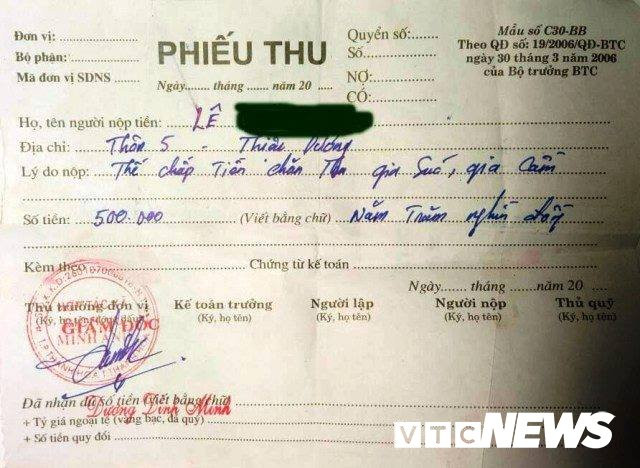 Đơn vị:
Bộ phận:
Mã đơn vị SDNS
PHIẾU THU
Ngày........ tháng ........ năm 20 .....
Quyển số:
Số
NỢ:
CÓ:
Mẫu số C30-BB
Theo QĐ số: 19/2006/QĐ-BTC
ngày 30 tháng 3 năm 2006
của Bộ trưởng BTC
Họ, tên người nộp tiền: LÊ
Địa chỉ: Thôn 5 - Thiệu Dương
Lý do nộp: Thế chấp Tiền chăn gia Súc, gia Cầm
Số tiền: 500.000 (Viết bằng chữ) Năm Trăm nghìn đồng
Kèm theo Chứng từ kế toán
Ngày........ tháng ........ năm 20 .....
Thủ trưởng đơn vị Kế toán trưởng Người lập Người nộp Thủ quỹ
(Ký, họ tên, đóng dấu) (Ký, họ tên) (Ký, họ tên) (Ký, họ tên) (Ký, họ tên)
GIÁM ĐỐC
MINH
Đã nhận đủ số tiền (Viết bằng chữ)
Dương Đình Minh
+ Tỷ giá ngoại tệ (vàng bạc, đá quý)
+ Số tiền quy đổi
VTC NEWS